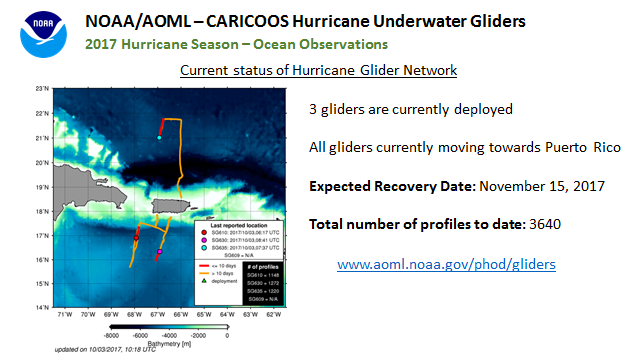 NOAA
NOAA/AOML – CARICOOS Hurricane Underwater Gliders
2017 Hurricane Season – Ocean Observations
Current status of Hurricane Glider Network
3 gliders are currently deployed
All gliders currently moving towards Puerto Rico
Expected Recovery Date: November 15, 2017
Total number of profiles to date: 3640
www.aoml.noaa.gov/phod/gliders
23°N
22°N
21°N
20°N
19°N
18°N
17°N
16°N
15°N
14°N
Last reported location
SG610: 2017/10/03,06:17 UTC
SG630: 2017/10/03,08:41 UTC
SG635: 2017/10/03,07:37 UTC
SG609 = N/A
<= 10 days
> 10 days
deployment
# of profiles
SG610 = 1148
SG630 = 1272
SG635 = 1220
SG609 = N/A
71°W 70°W 69°W 68°W 67°W 66°W 65°W 64°W 63°W 62°W
-8000 -6000 -4000 -2000 0
Bathymetry [m]
updated on 10/03/2017, 10:18 UTC